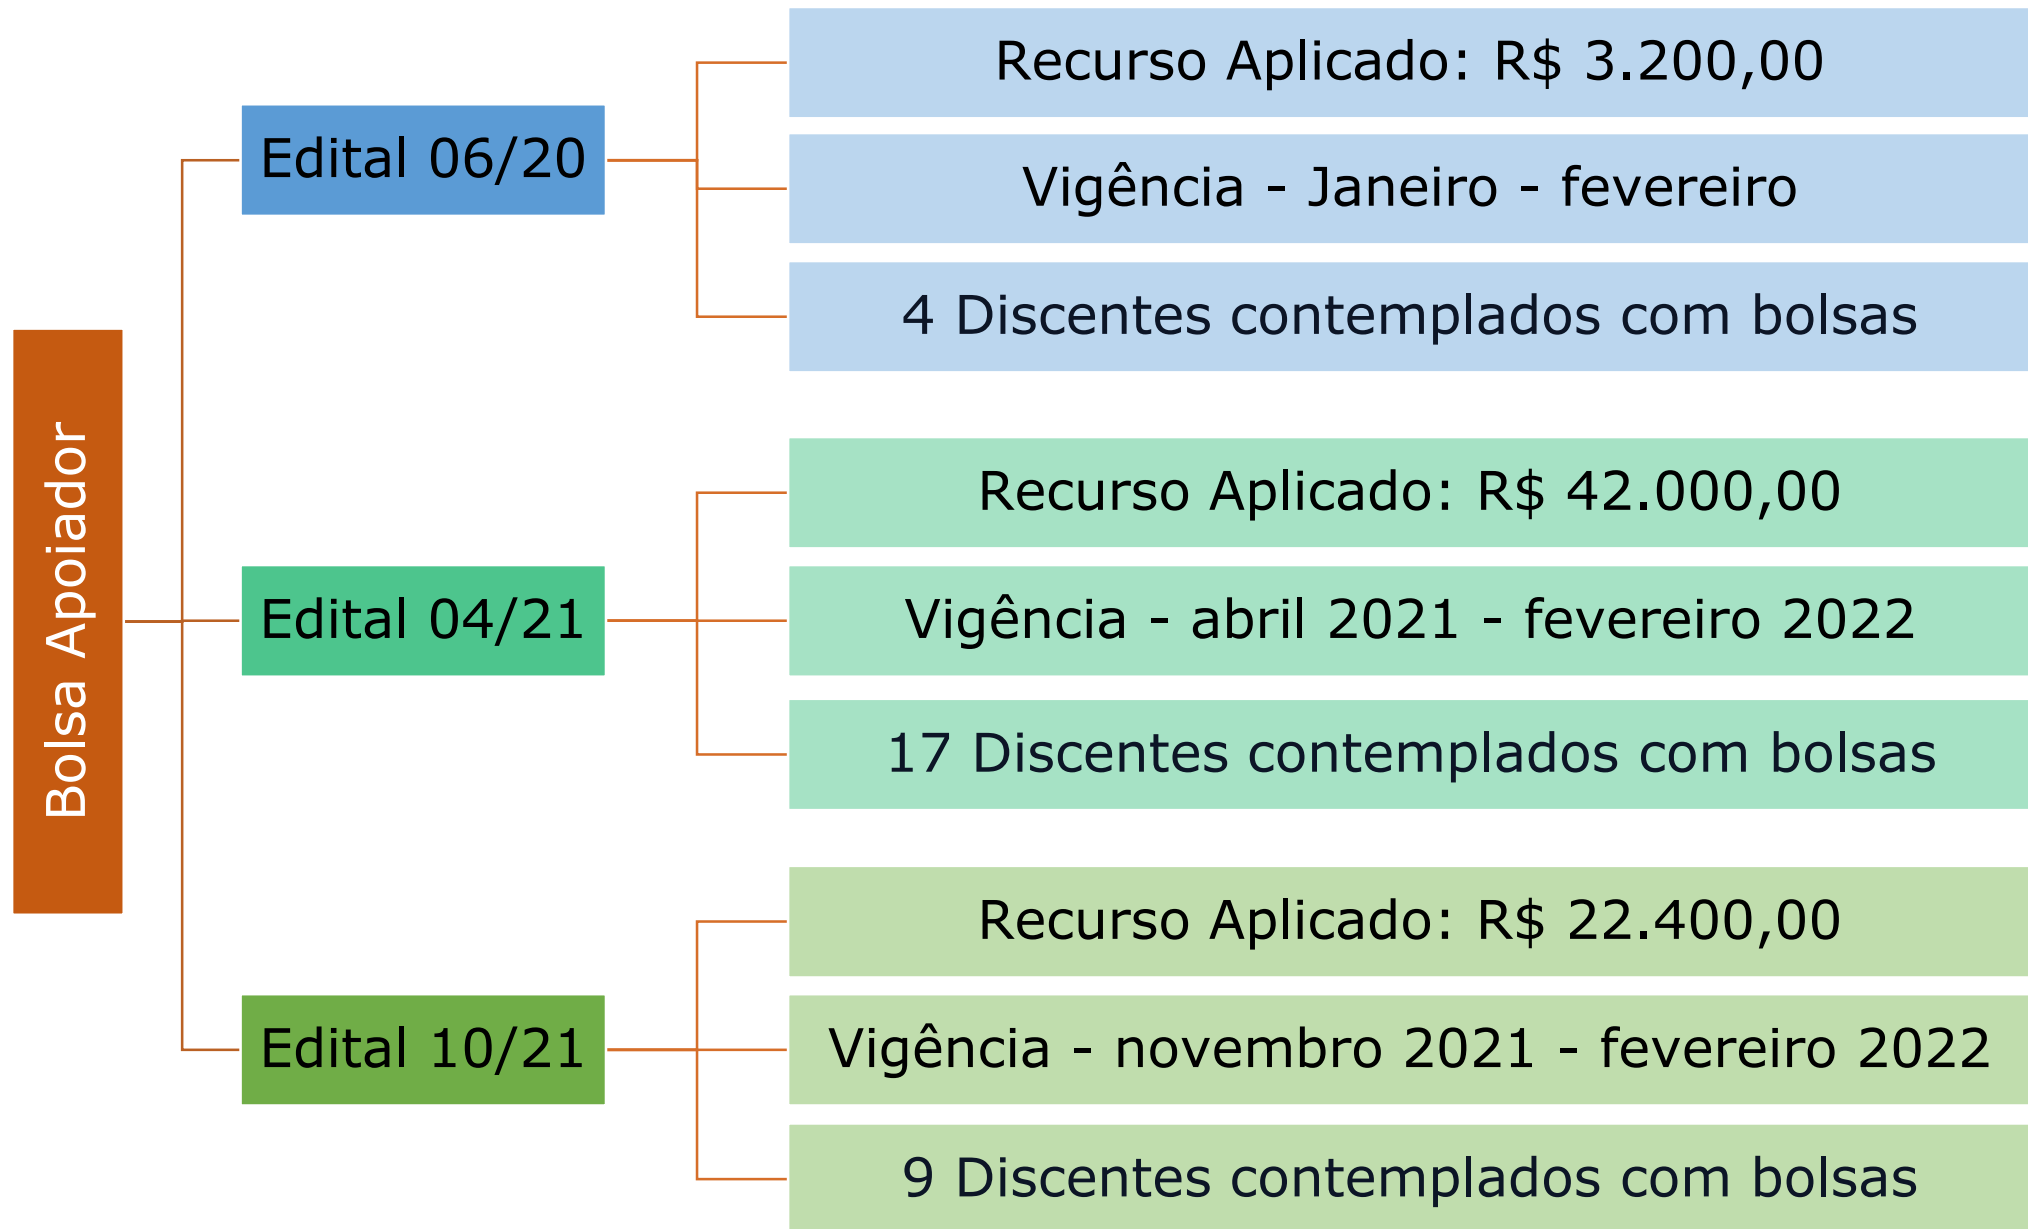 Bolsa Apoiador
Edital 06/20
Recurso Aplicado: R$ 3.200,00
Vigência - Janeiro - fevereiro
4 Discentes contemplados com bolsas
Edital 04/21
Recurso Aplicado: R$ 42.000,00
Vigência - abril 2021 - fevereiro 2022
17 Discentes contemplados com bolsas
Edital 10/21
Recurso Aplicado: R$ 22.400,00
Vigência - novembro 2021 - fevereiro 2022
9 Discentes contemplados com bolsas